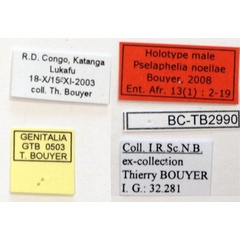 R.D. Congo, Katanga
Lukafu
18-X/15-XI-2003
coll. Th. Bouyer
Holotype male
Pselaphelia noellae
Bouyer, 2008
Ent. Afr. 13(1) : 2-19
BC-TB2990
GENITALIA
GTB 0503
T. BOUYER
Coll. I.R.Sc.N.B.
ex-collection
Thierry BOUYER
I. G.: 32.281